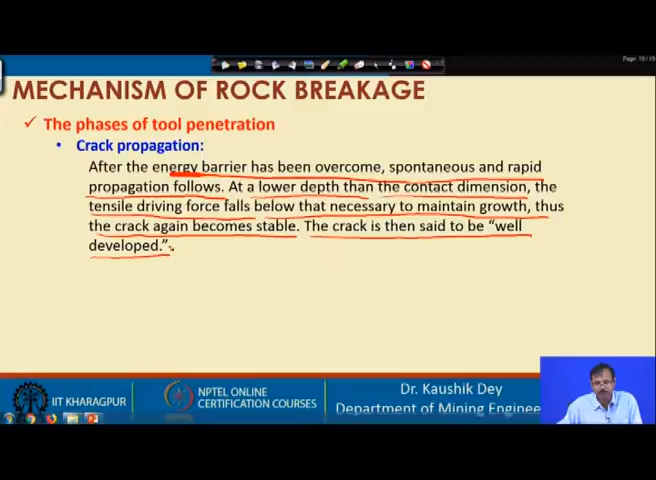 Page: 19 / 19
MECHANISM OF ROCK BREAKAGE
✓ The phases of tool penetration
• Crack propagation:
After the energy barrier has been overcome, spontaneous and rapid
propagation follows. At a lower depth than the contact dimension, the
tensile driving force falls below that necessary to maintain growth, thus
the crack again becomes stable. The crack is then said to be “well
developed.”
IIT KHARAGPUR
NPTEL ONLINE
CERTIFICATION COURSES
Dr. Kaushik Dey
Department of Mining Enginee